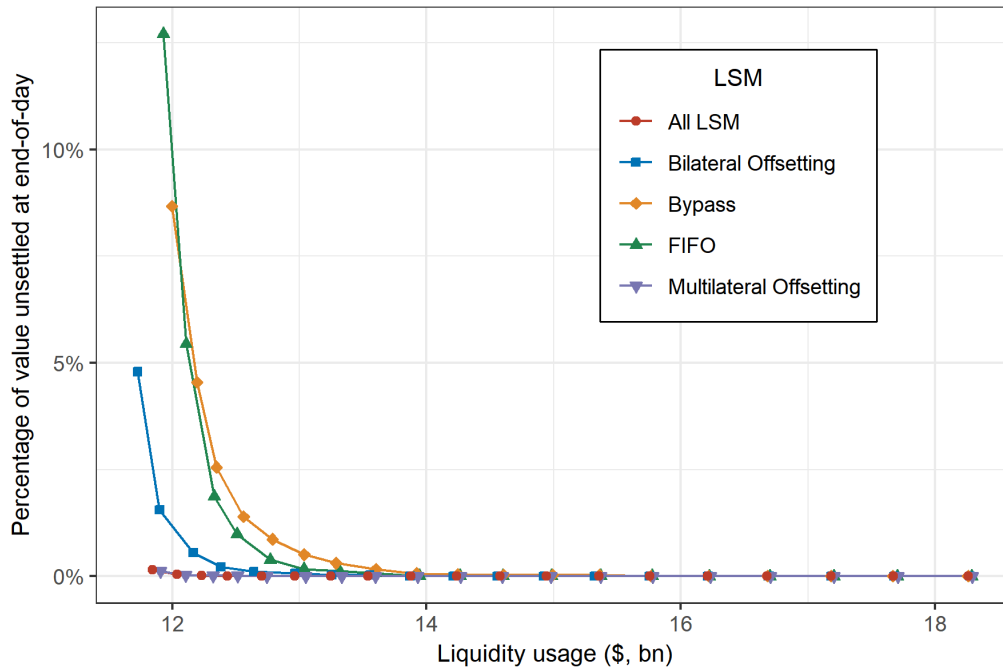 Percentage of value unsettled at end-of-day
10%
5%
0%
12
14
16
18
Liquidity usage ($, bn)
LSM
All LSM
Bilateral Offsetting
Bypass
FIFO
Multilateral Offsetting